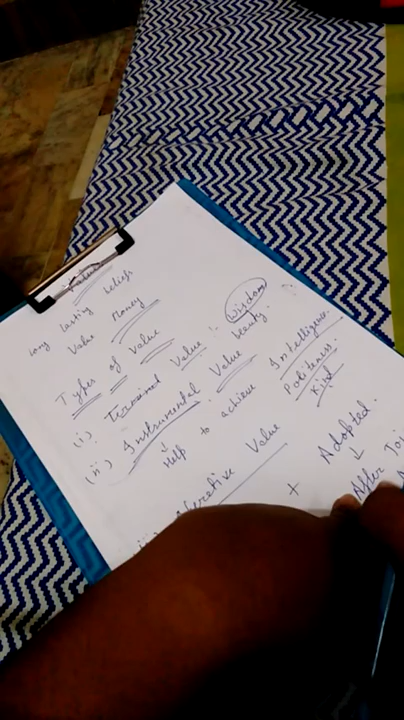 Value
long lasting beliefs
Value Money
Types of Value
(i). Terminal Value :- Wisdom beauty.
(ii) Instrumental Value Intelligence.
↓ Politeness.
Help to achieve Kind
Value
+ Adopted.
↓
After